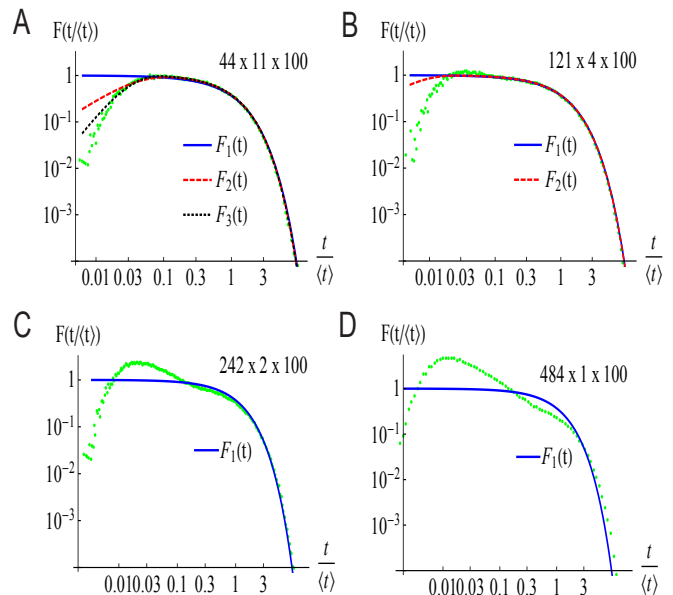 A
F(t/⟨t⟩)
44 x 11 x 100
1
10⁻¹
10⁻²
10⁻³
F₁(t)
F₂(t)
F₃(t)
0.01 0.03 0.1 0.3 1 3
t/⟨t⟩
B
F(t/⟨t⟩)
121 x 4 x 100
1
10⁻¹
10⁻²
10⁻³
F₁(t)
F₂(t)
0.01 0.03 0.1 0.3 1 3
t/⟨t⟩
C
F(t/⟨t⟩)
242 x 2 x 100
1
10⁻¹
10⁻²
10⁻³
F₁(t)
0.01 0.03 0.1 0.3 1 3
t/⟨t⟩
D
F(t/⟨t⟩)
484 x 1 x 100
1
10⁻¹
10⁻²
10⁻³
F₁(t)
0.01 0.03 0.1 0.3 1 3
t/⟨t⟩